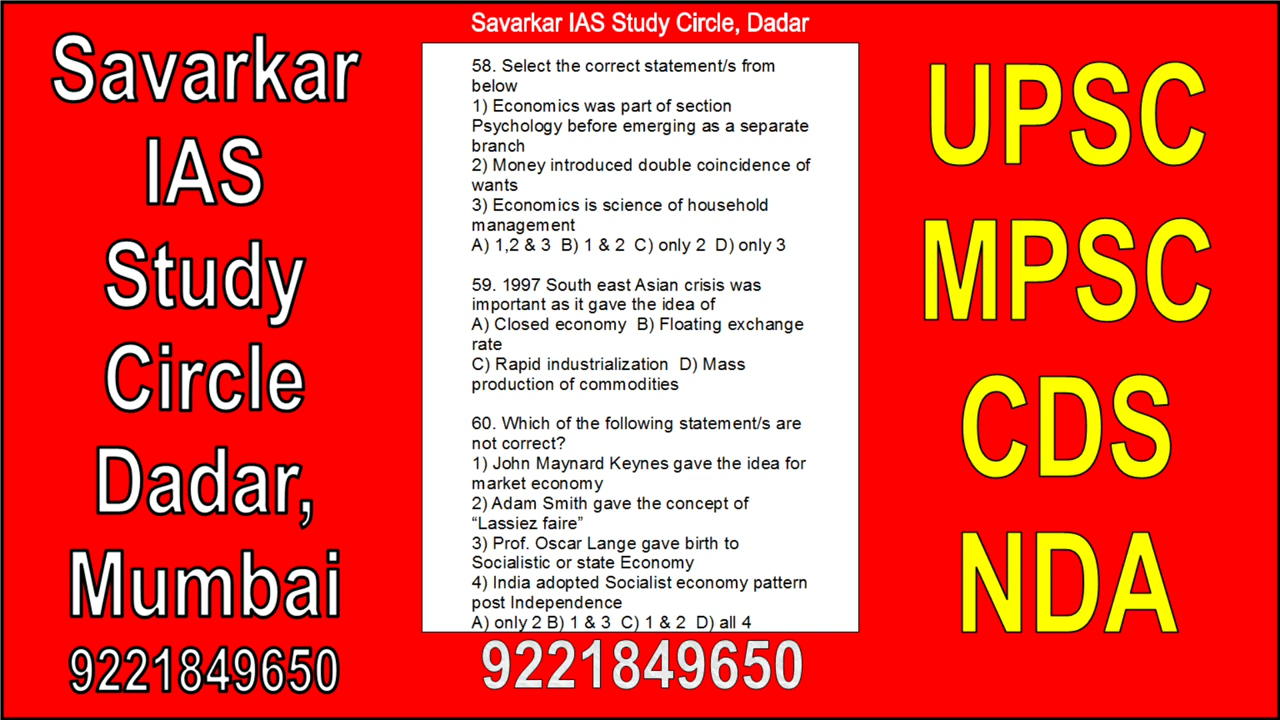 Savarkar
IAS
Study
Circle
Dadar,
Mumbai
9221849650
Savarkar IAS Study Circle, Dadar
58. Select the correct statement/s from
below
1) Economics was part of section
Psychology before emerging as a separate
branch
2) Money introduced double coincidence of
wants
3) Economics is science of household
management
A) 1,2 & 3 B) 1 & 2 C) only 2 D) only 3
59. 1997 South east Asian crisis was
important as it gave the idea of
A) Closed economy B) Floating exchange
rate
C) Rapid industrialization D) Mass
production of commodities
60. Which of the following statement/s are
not correct?
1) John Maynard Keynes gave the idea for
market economy
2) Adam Smith gave the concept of
“Lassiez faire”
3) Prof. Oscar Lange gave birth to
Socialistic or state Economy
4) India adopted Socialist economy pattern
post Independence
A) only 2 B) 1 & 3 C) 1 & 2 D) all 4
9221849650
UPSC
MPSC
CDS
NDA